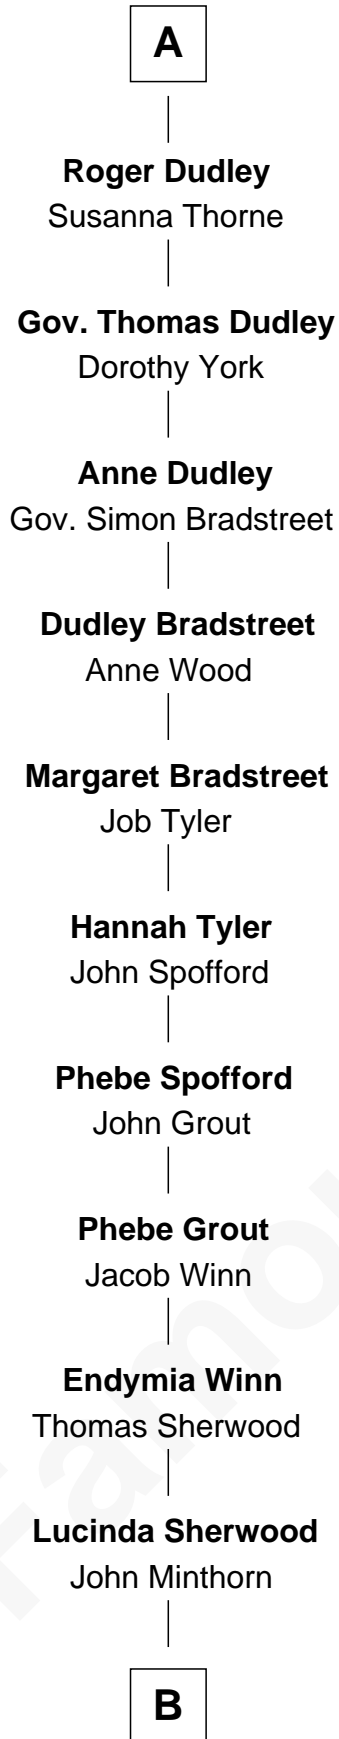 A
Roger Dudley
Susanna Thorne
Gov. Thomas Dudley
Dorothy York
Anne Dudley
Gov. Simon Bradstreet
Dudley Bradstreet
Anne Wood
Margaret Bradstreet
Job Tyler
Hannah Tyler
John Spofford
Phebe Spofford
John Grout
Phebe Grout
Jacob Winn
Endymia Winn
Thomas Sherwood
Lucinda Sherwood
John Minthorn
B